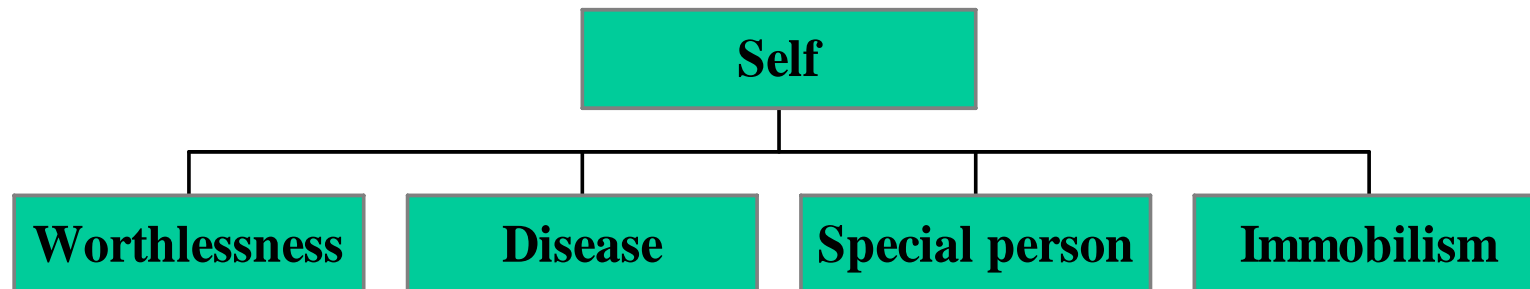 Self
Worthlessness
Disease
Special person
Immobilism